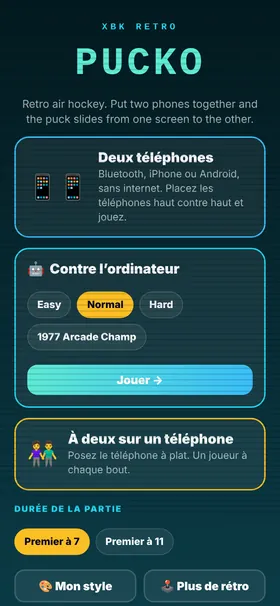 XBK RETRO
PUCKO
Retro air hockey. Put two phones together and
the puck slides from one screen to the other.
Deux téléphones
Bluetooth, iPhone ou Android,
sans internet. Placez les
téléphones haut contre haut et
jouez.
Contre l’ordinateur
Easy
Normal
Hard
1977 Arcade Champ
Jouer →
À deux sur un téléphone
Posez le téléphone à plat. Un joueur à
chaque bout.
DURÉE DE LA PARTIE
Premier à 7
Premier à 11
Mon style
Plus de rétro